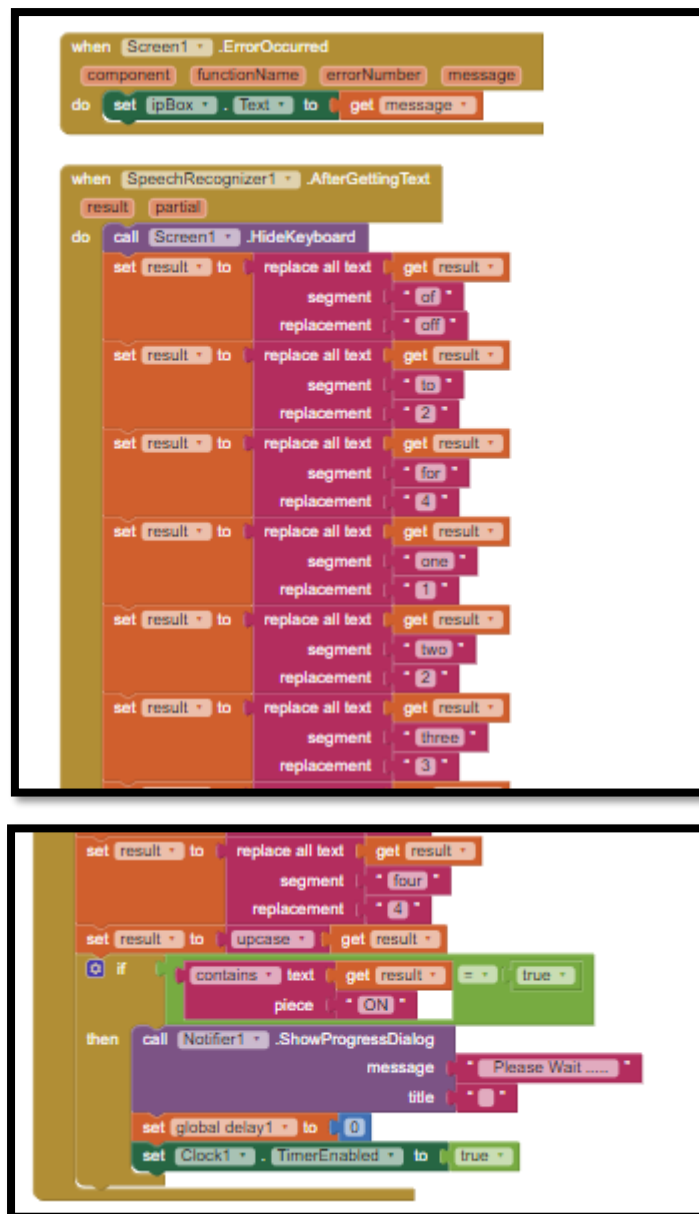 when Screen1 .ErrorOccurred
component functionName errorNumber message
do set ipBox . Text to get message
when SpeechRecognizer1 .AfterGettingText
result partial
do call Screen1 .HideKeyboard
set result to replace all text get result
segment " of "
replacement " off "
set result to replace all text get result
segment " to "
replacement " 2 "
set result to replace all text get result
segment " for "
replacement " 4 "
set result to replace all text get result
segment " one "
replacement " 1 "
set result to replace all text get result
segment " two "
replacement " 2 "
set result to replace all text get result
segment " three "
replacement " 3 "
set result to replace all text get result
segment " four "
replacement " 4 "
set result to upcase get result
if contains text get result = true
piece " ON "
then call Notifier1 .ShowProgressDialog
message " Please Wait ...... "
title " "
set global delay1 to 0
set Clock1 . TimerEnabled to true